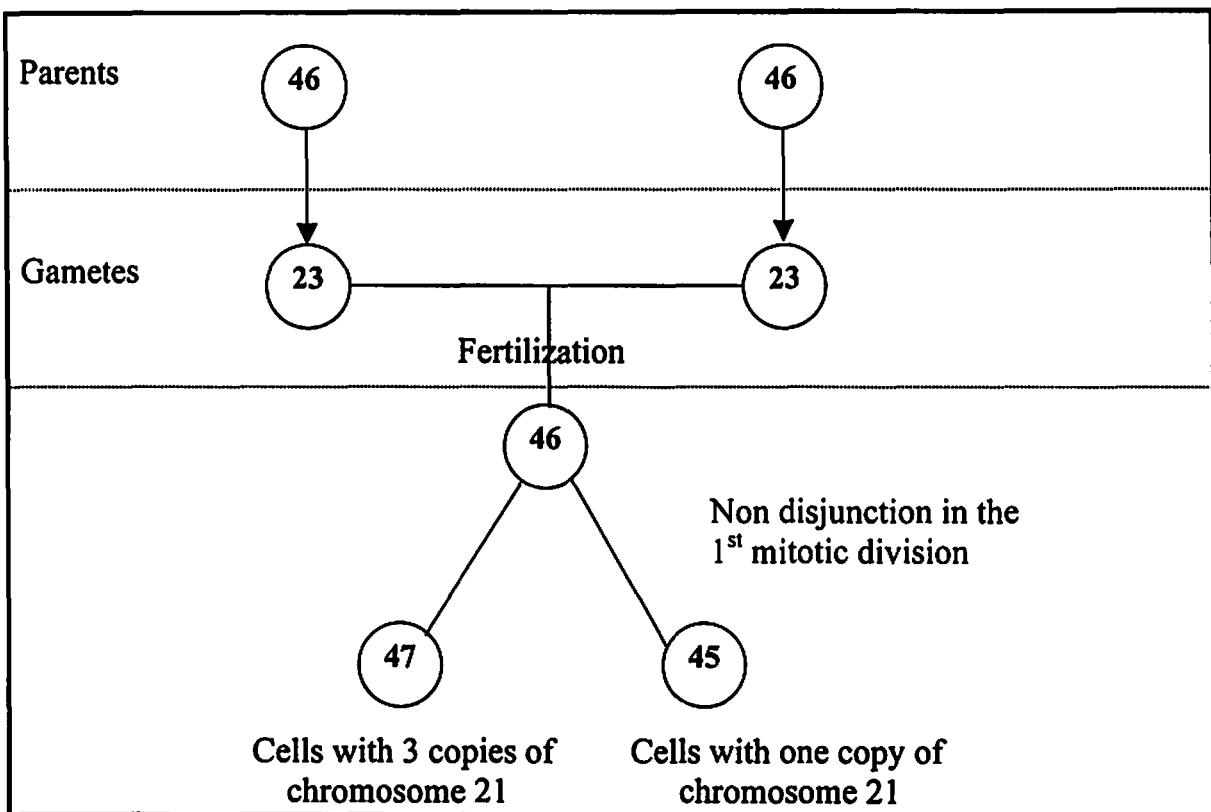 Parents
46
46
Gametes
23
23
Fertilization
46
Non disjunction in the
1st mitotic division
47
45
Cells with 3 copies of
chromosome 21
Cells with one copy of
chromosome 21